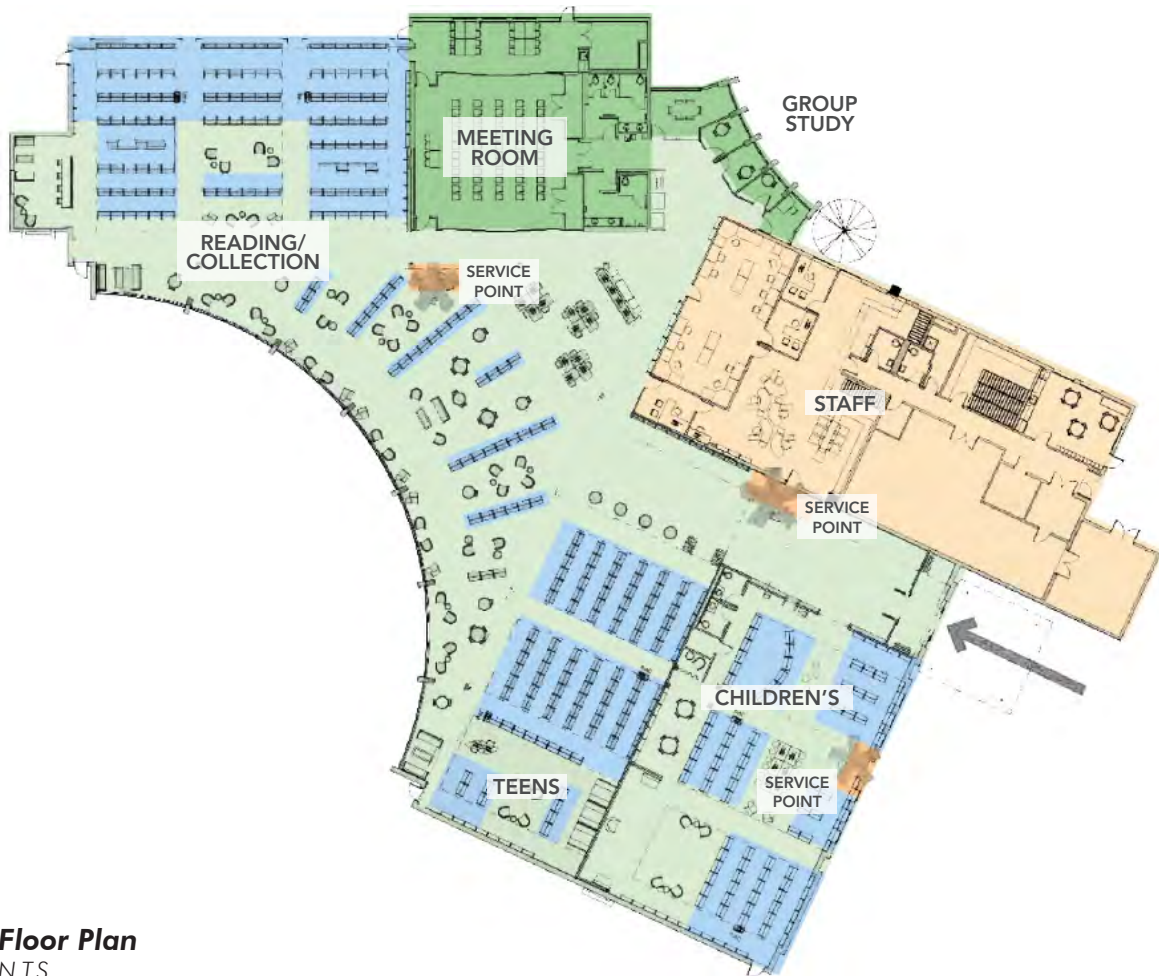 GROUP
STUDY
MEETING
ROOM
READING/
COLLECTION
SERVICE
POINT
STAFF
SERVICE
POINT
CHILDREN'S
SERVICE
POINT
TEENS
Floor Plan
NTS